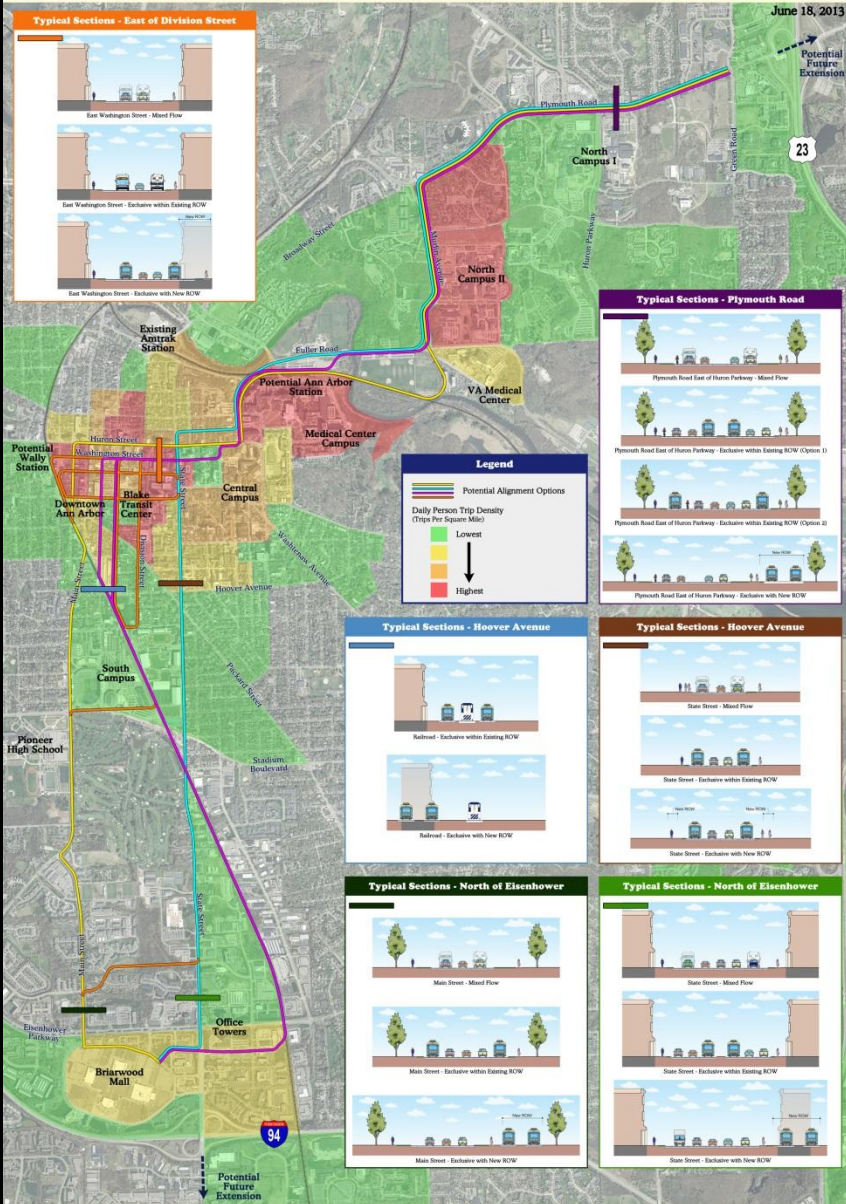 June 18, 2013
Typical Sections - East of Division Street
East Washington Street - Mixed Flow
East Washington Street - Exclusive within Existing ROW
New ROW
East Washington Street - Exclusive with New ROW
Potential
Future
Extension
Plymouth Road
North
Campus I
Green Road
23
Broadway Street
Murfin Avenue
Huron Parkway
North
Campus II
Existing
Amtrak
Station
Fuller Road
Potential Ann Arbor
Station
VA Medical
Center
Medical Center
Campus
Huron Street
Washington Street
Potential
Wally
Station
State Street
Downtown
Ann Arbor
Blake
Transit
Center
Central
Campus
Division Street
Washtenaw Avenue
Main Street
Hoover Avenue
South
Campus
Packard Street
Pioneer
High School
Stadium
Boulevard
State Street
Main Street
Eisenhower
Parkway
Office
Towers
Briarwood
Mall
94
Potential
Future
Extension
Legend
Potential Alignment Options
Daily Person Trip Density
(Trips Per Square Mile)
Lowest
Highest
Typical Sections - Plymouth Road
Plymouth Road East of Huron Parkway - Mixed Flow
Plymouth Road East of Huron Parkway - Exclusive within Existing ROW (Option 1)
Plymouth Road East of Huron Parkway - Exclusive within Existing ROW (Option 2)
New ROW
Plymouth Road East of Huron Parkway - Exclusive with New ROW
Typical Sections - Hoover Avenue
Railroad - Exclusive within Existing ROW
Railroad - Exclusive with New ROW
Typical Sections - Hoover Avenue
State Street - Mixed Flow
State Street - Exclusive within Existing ROW
New ROW
New ROW
State Street - Exclusive with New ROW
Typical Sections - North of Eisenhower
Main Street - Mixed Flow
Main Street - Exclusive within Existing ROW
New ROW
Main Street - Exclusive with New ROW
Typical Sections - North of Eisenhower
State Street - Mixed Flow
State Street - Exclusive within Existing ROW
New ROW
State Street - Exclusive with New ROW